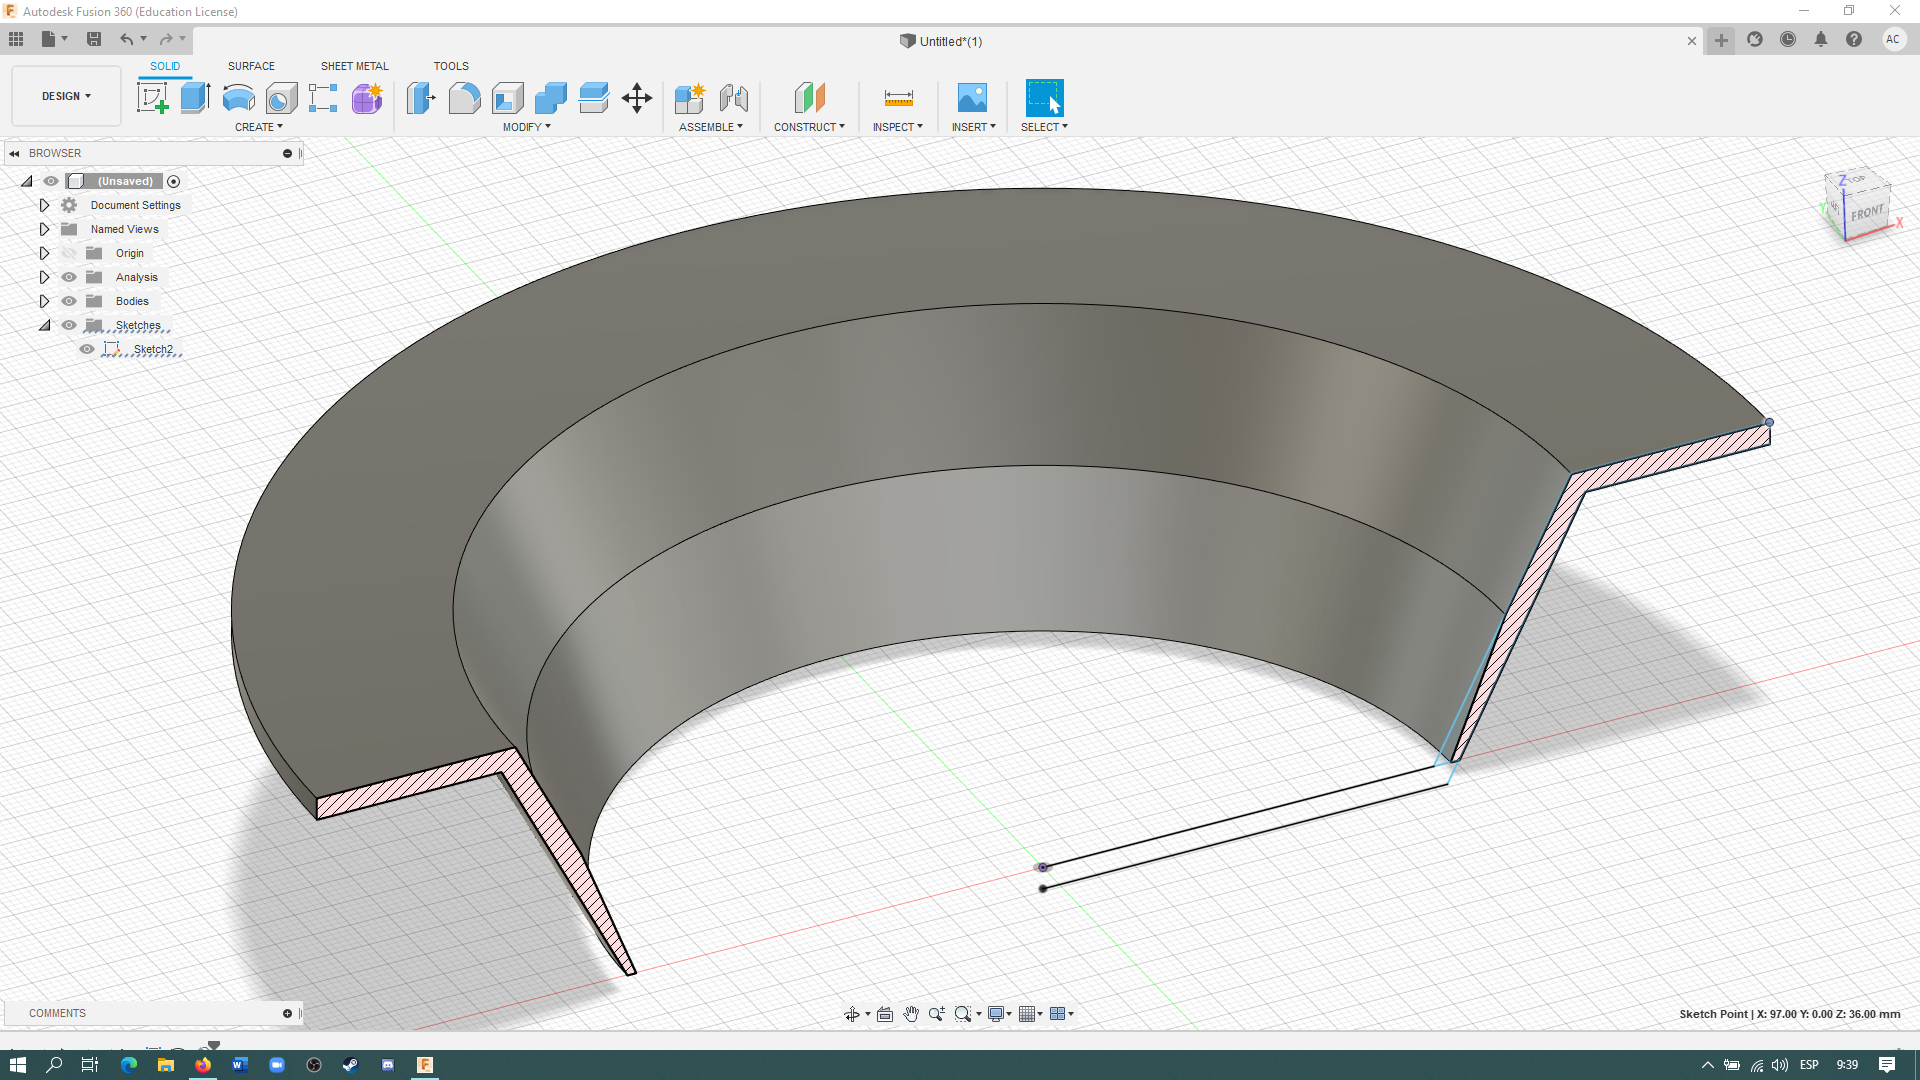 Autodesk Fusion 360 (Education License)
Untitled*(1)
AC
DESIGN
SOLID SURFACE SHEET METAL TOOLS
CREATE MODIFY ASSEMBLE CONSTRUCT INSPECT INSERT SELECT
BROWSER
(Unsaved)
Document Settings
Named Views
Origin
Analysis
Bodies
Sketches
Sketch2
TOP
FRONT
Z
Y
X
COMMENTS
Sketch Point | X: 97.00 Y: 0.00 Z: 36.00 mm
ESP 9:39